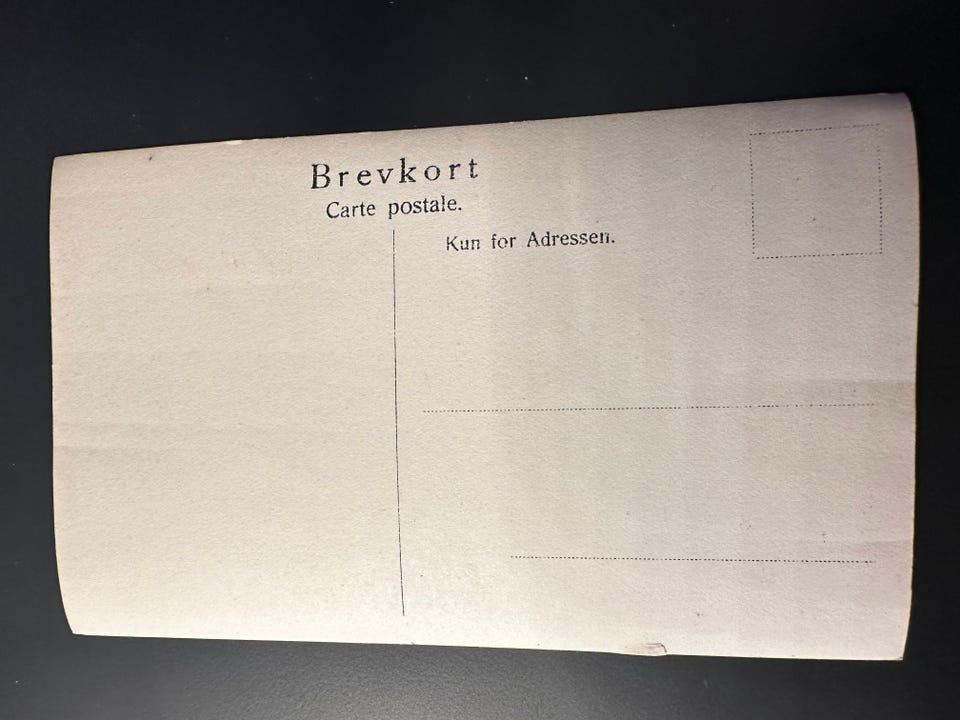 Brevkort
Carte postale.
Kun for Adressen.